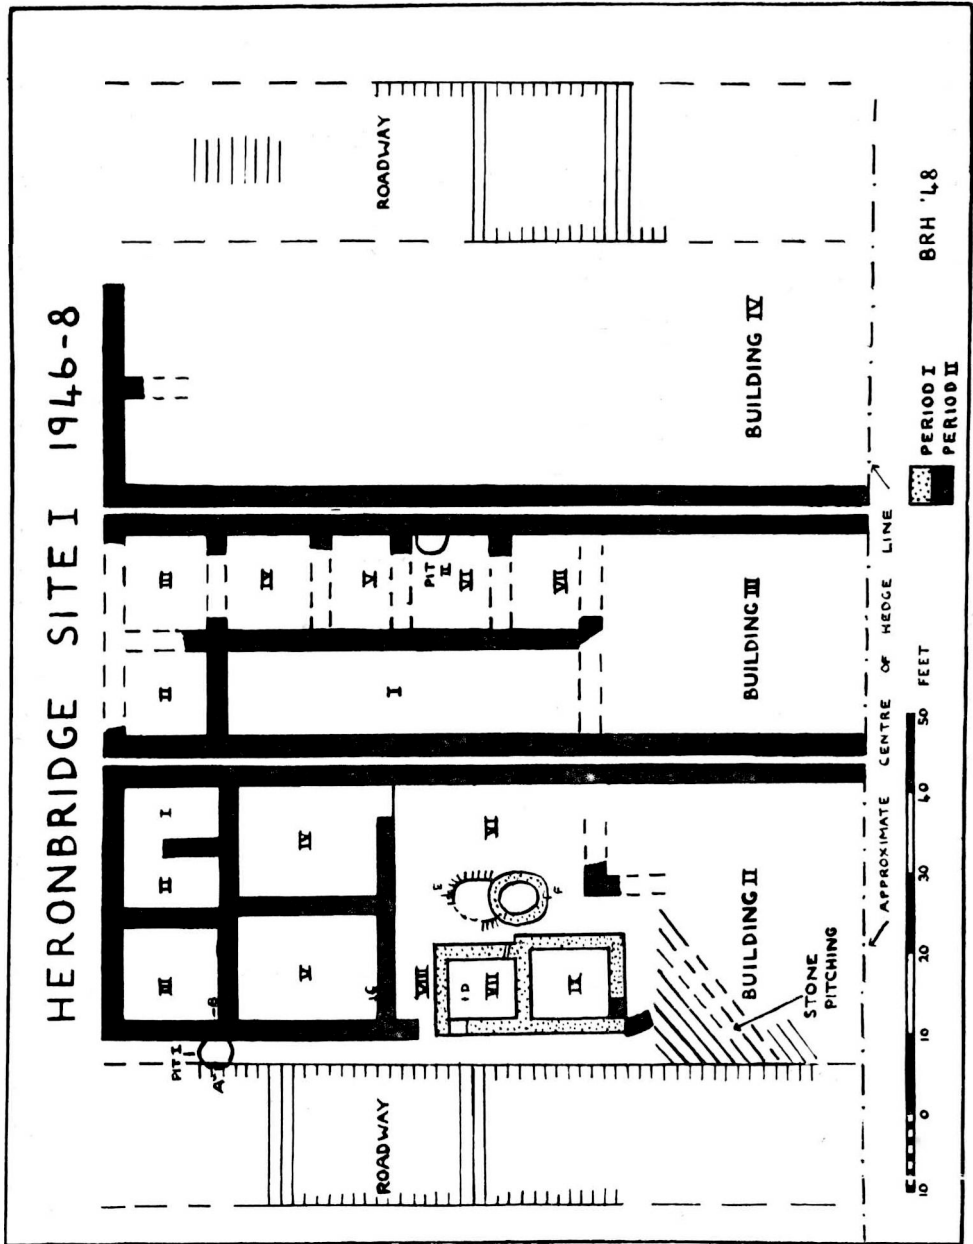 HERONBRIDGE SITE I 1946-8
ROADWAY
PIT I
A
B
III
II
I
V
IV
C
VIII
D
VII
IX
E
F
VI
STONE
PITCHING
BUILDING II
II
III
I
IV
V
PIT
II
VI
VII
BUILDING III
BUILDING IV
ROADWAY
APPROXIMATE CENTRE OF HEDGE LINE
10 0 10 20 30 40 50 FEET
PERIOD I
PERIOD II
BRH '48